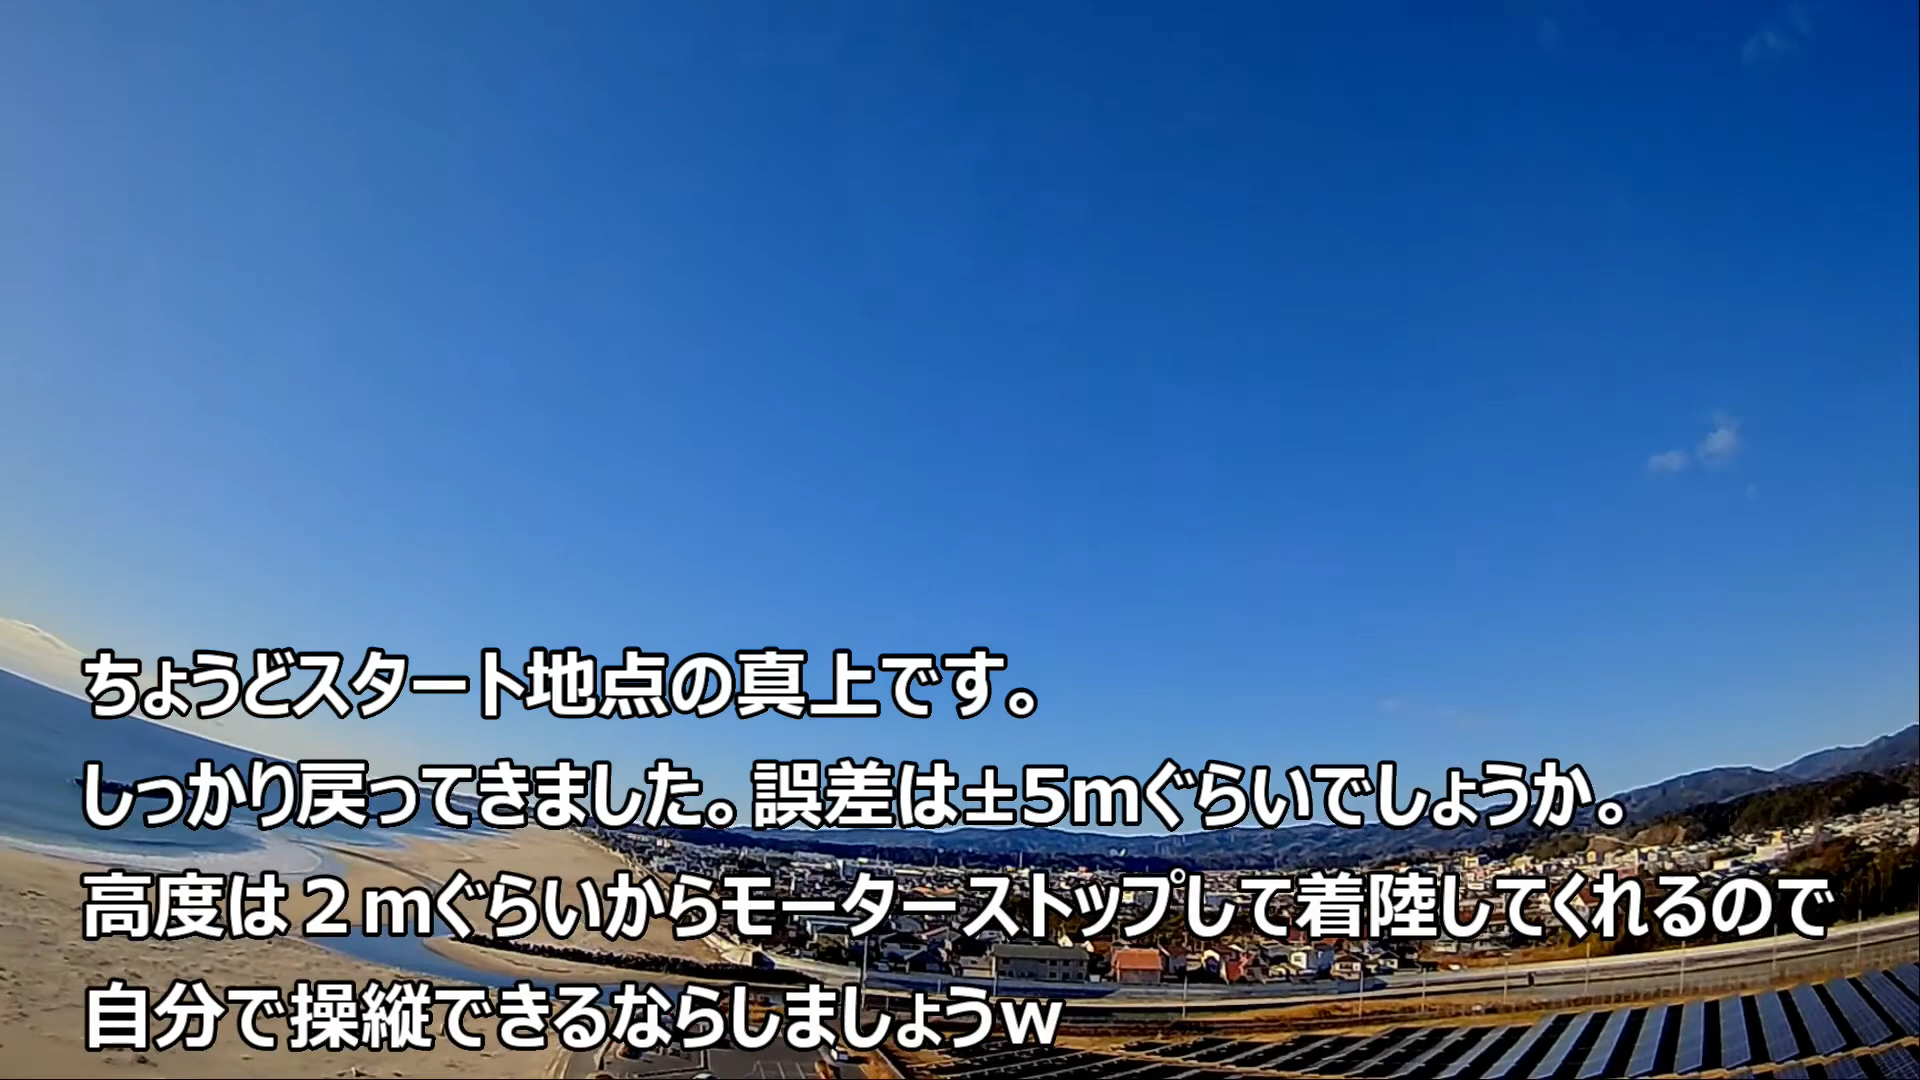 ちょうどスタート地点の真上です。
しっかり戻ってきました。誤差は±5mぐらいでしょうか。
高度は２mぐらいからモーターストップして着陸してくれるので
自分で操縦できるならしましょうw